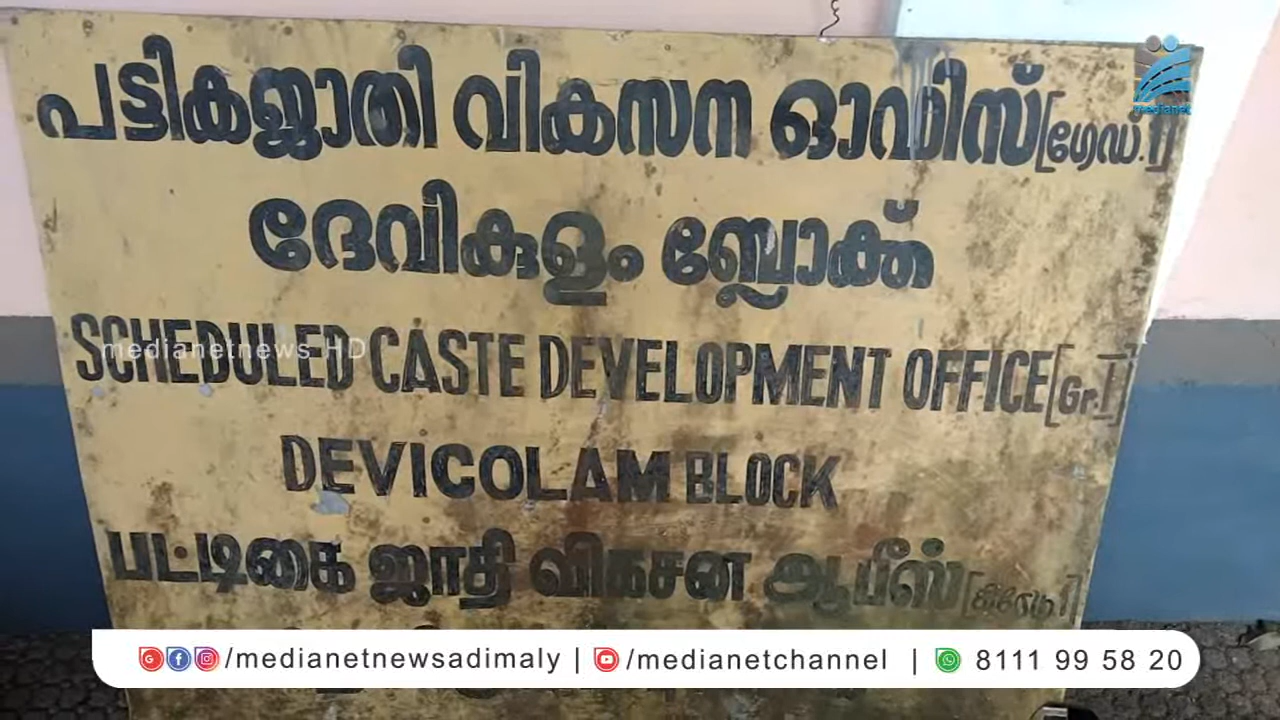 പട്ടികജാതി വികസന ഓഫീസ് [ഗ്രേഡ്.I]
medianet
ദേവികുളം ബ്ലോക്ക്
SCHEDULED CASTE DEVELOPMENT OFFICE [Gr.I]
medianetnews HD
DEVICOLAM BLOCK
பட்டிகை ஜாதி விகசன ஆபீஸ்
/medianetnewsadimaly | /medianetchannel | 8111 99 58 20